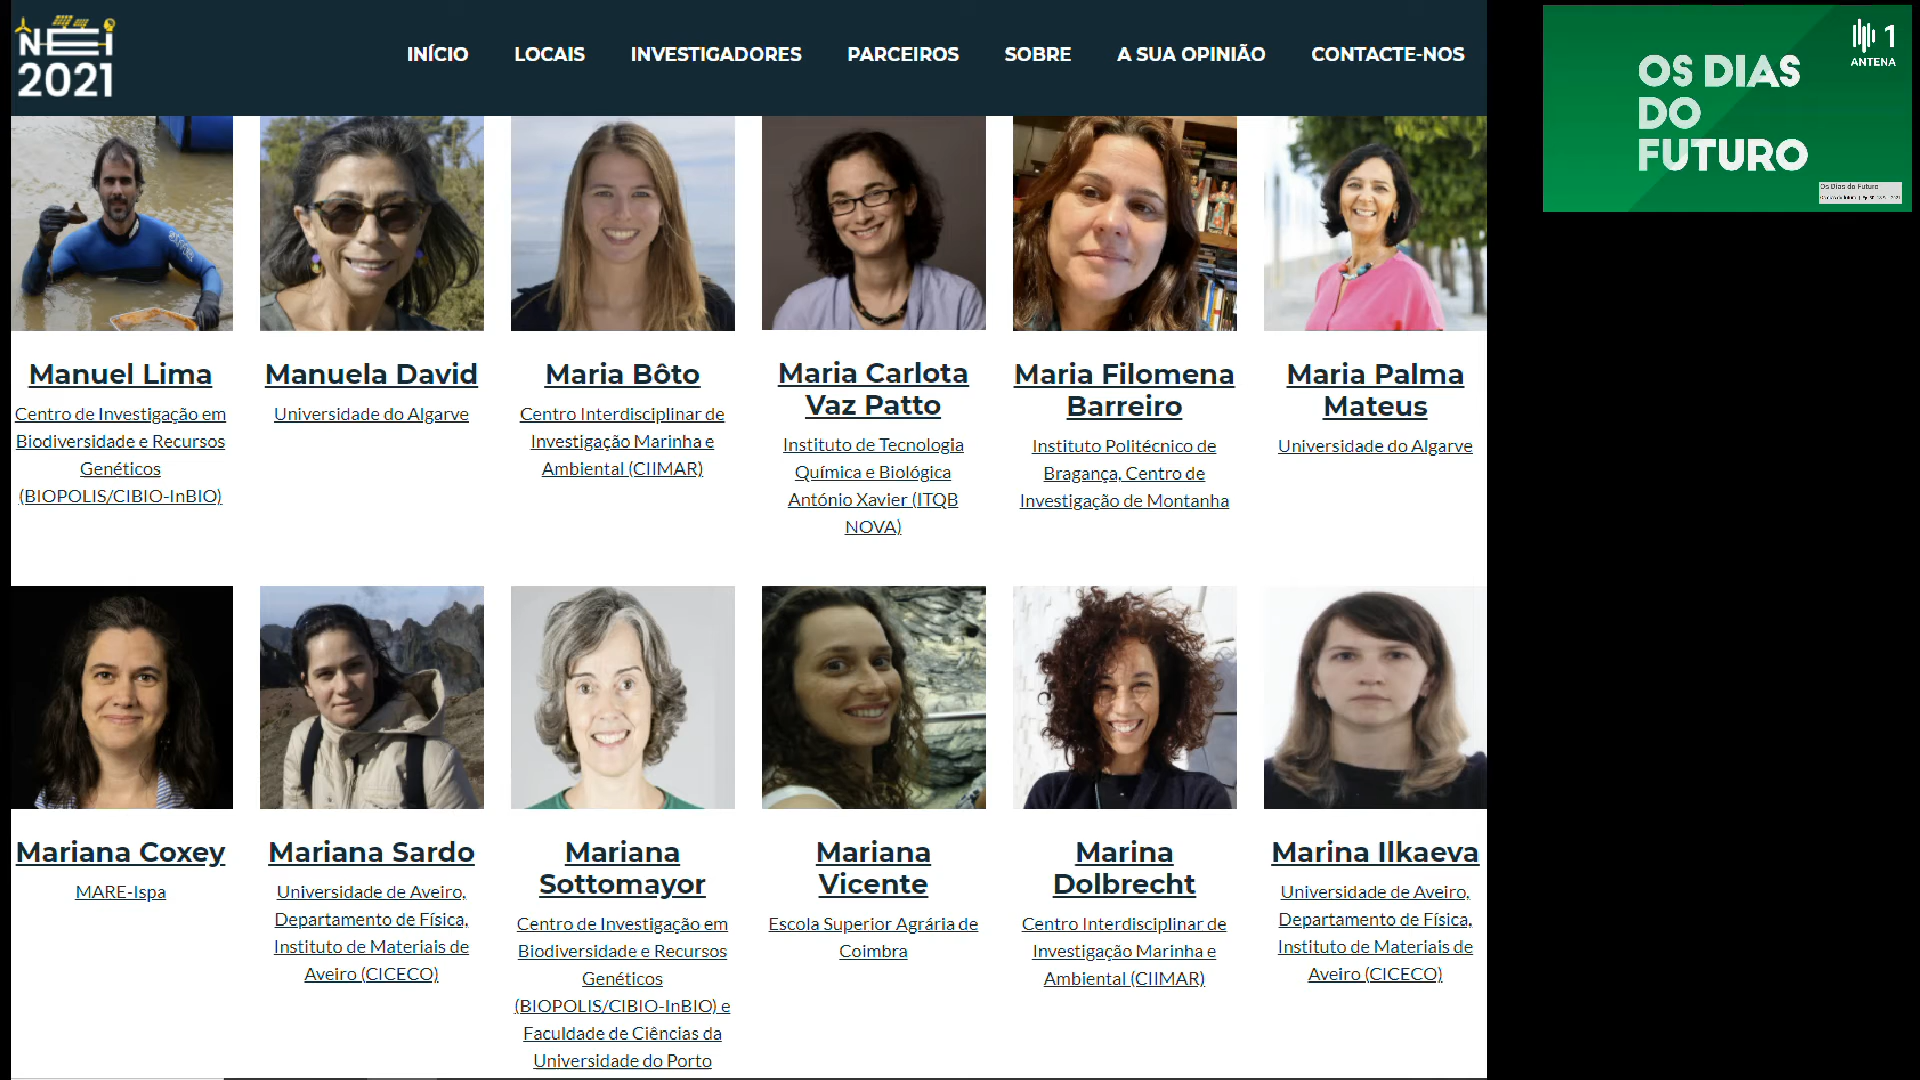 NEI
2021
INÍCIO LOCAIS INVESTIGADORES PARCEIROS SOBRE A SUA OPINIÃO CONTACTE-NOS
Manuel Lima
Centro de Investigação em
Biodiversidade e Recursos
Genéticos
(BIOPOLIS/CIBIO-InBIO)
Manuela David
Universidade do Algarve
Maria Bôto
Centro Interdisciplinar de
Investigação Marinha e
Ambiental (CIIMAR)
Maria Carlota
Vaz Patto
Instituto de Tecnologia
Química e Biológica
António Xavier (ITQB
NOVA)
Maria Filomena
Barreiro
Instituto Politécnico de
Bragança, Centro de
Investigação de Montanha
Maria Palma
Mateus
Universidade do Algarve
Mariana Coxey
MARE-Ispa
Mariana Sardo
Universidade de Aveiro,
Departamento de Física,
Instituto de Materiais de
Aveiro (CICECO)
Mariana
Sottomayor
Centro de Investigação em
Biodiversidade e Recursos
Genéticos
(BIOPOLIS/CIBIO-InBIO) e
Faculdade de Ciências da
Universidade do Porto
Mariana
Vicente
Escola Superior Agrária de
Coimbra
Marina
Dolbrecht
Centro Interdisciplinar de
Investigação Marinha e
Ambiental (CIIMAR)
Marina Ilkaeva
Universidade de Aveiro,
Departamento de Física,
Instituto de Materiais de
Aveiro (CICECO)
1
ANTENA
OS DIAS
DO
FUTURO
Os Dias do Futuro